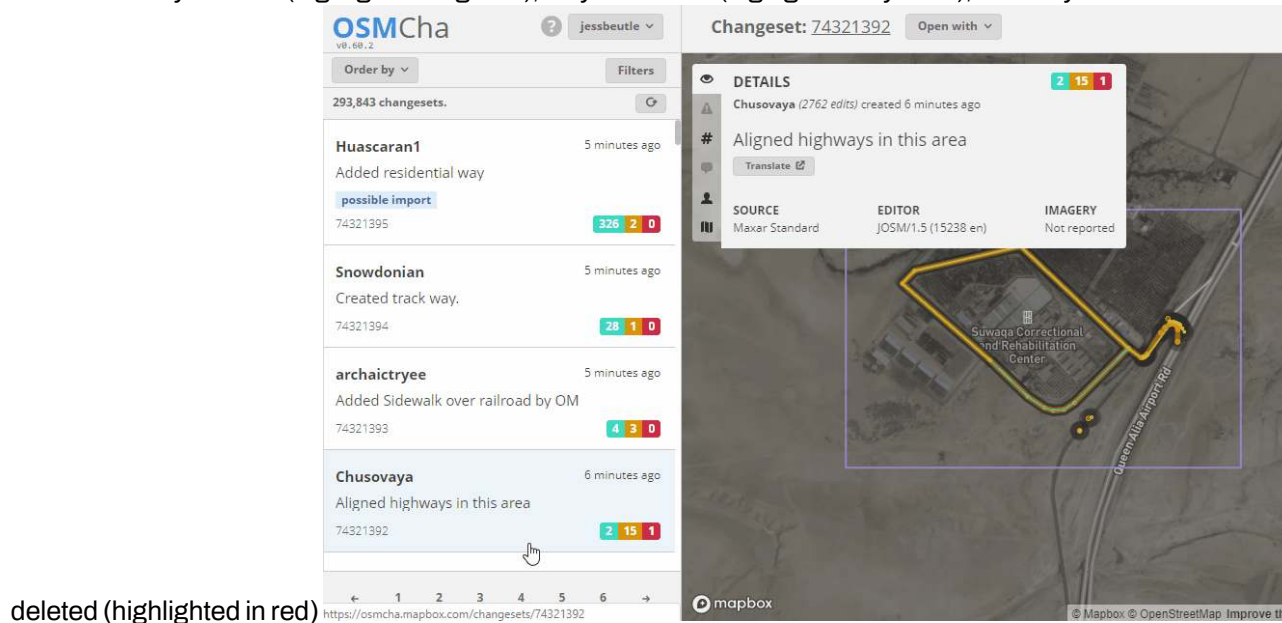 OSMCha
v0.60.2
? jessbeutle
Order by
Filters
293,843 changesets.
Huascaran1
5 minutes ago
Added residential way
possible import
74321395
326 2 0
Snowdonian
5 minutes ago
Created track way.
74321394
28 1 0
archaictryee
5 minutes ago
Added Sidewalk over railroad by OM
74321393
4 3 0
Chusovaya
6 minutes ago
Aligned highways in this area
74321392
2 15 1
← 1 2 3 4 5 6 →
https://osmcha.mapbox.com/changesets/74321392
Changeset: 74321392 Open with
DETAILS
2 15 1
Chusovaya (2762 edits) created 6 minutes ago
#
Aligned highways in this area
Translate
SOURCE EDITOR IMAGERY
Maxar Standard JOSM/1.5 (15238 en) Not reported
Suwaqa Correctional
and Rehabilitation
Center
Queen Alia Airport Rd
mapbox
© Mapbox © OpenStreetMap Improve t
deleted (highlighted in red)